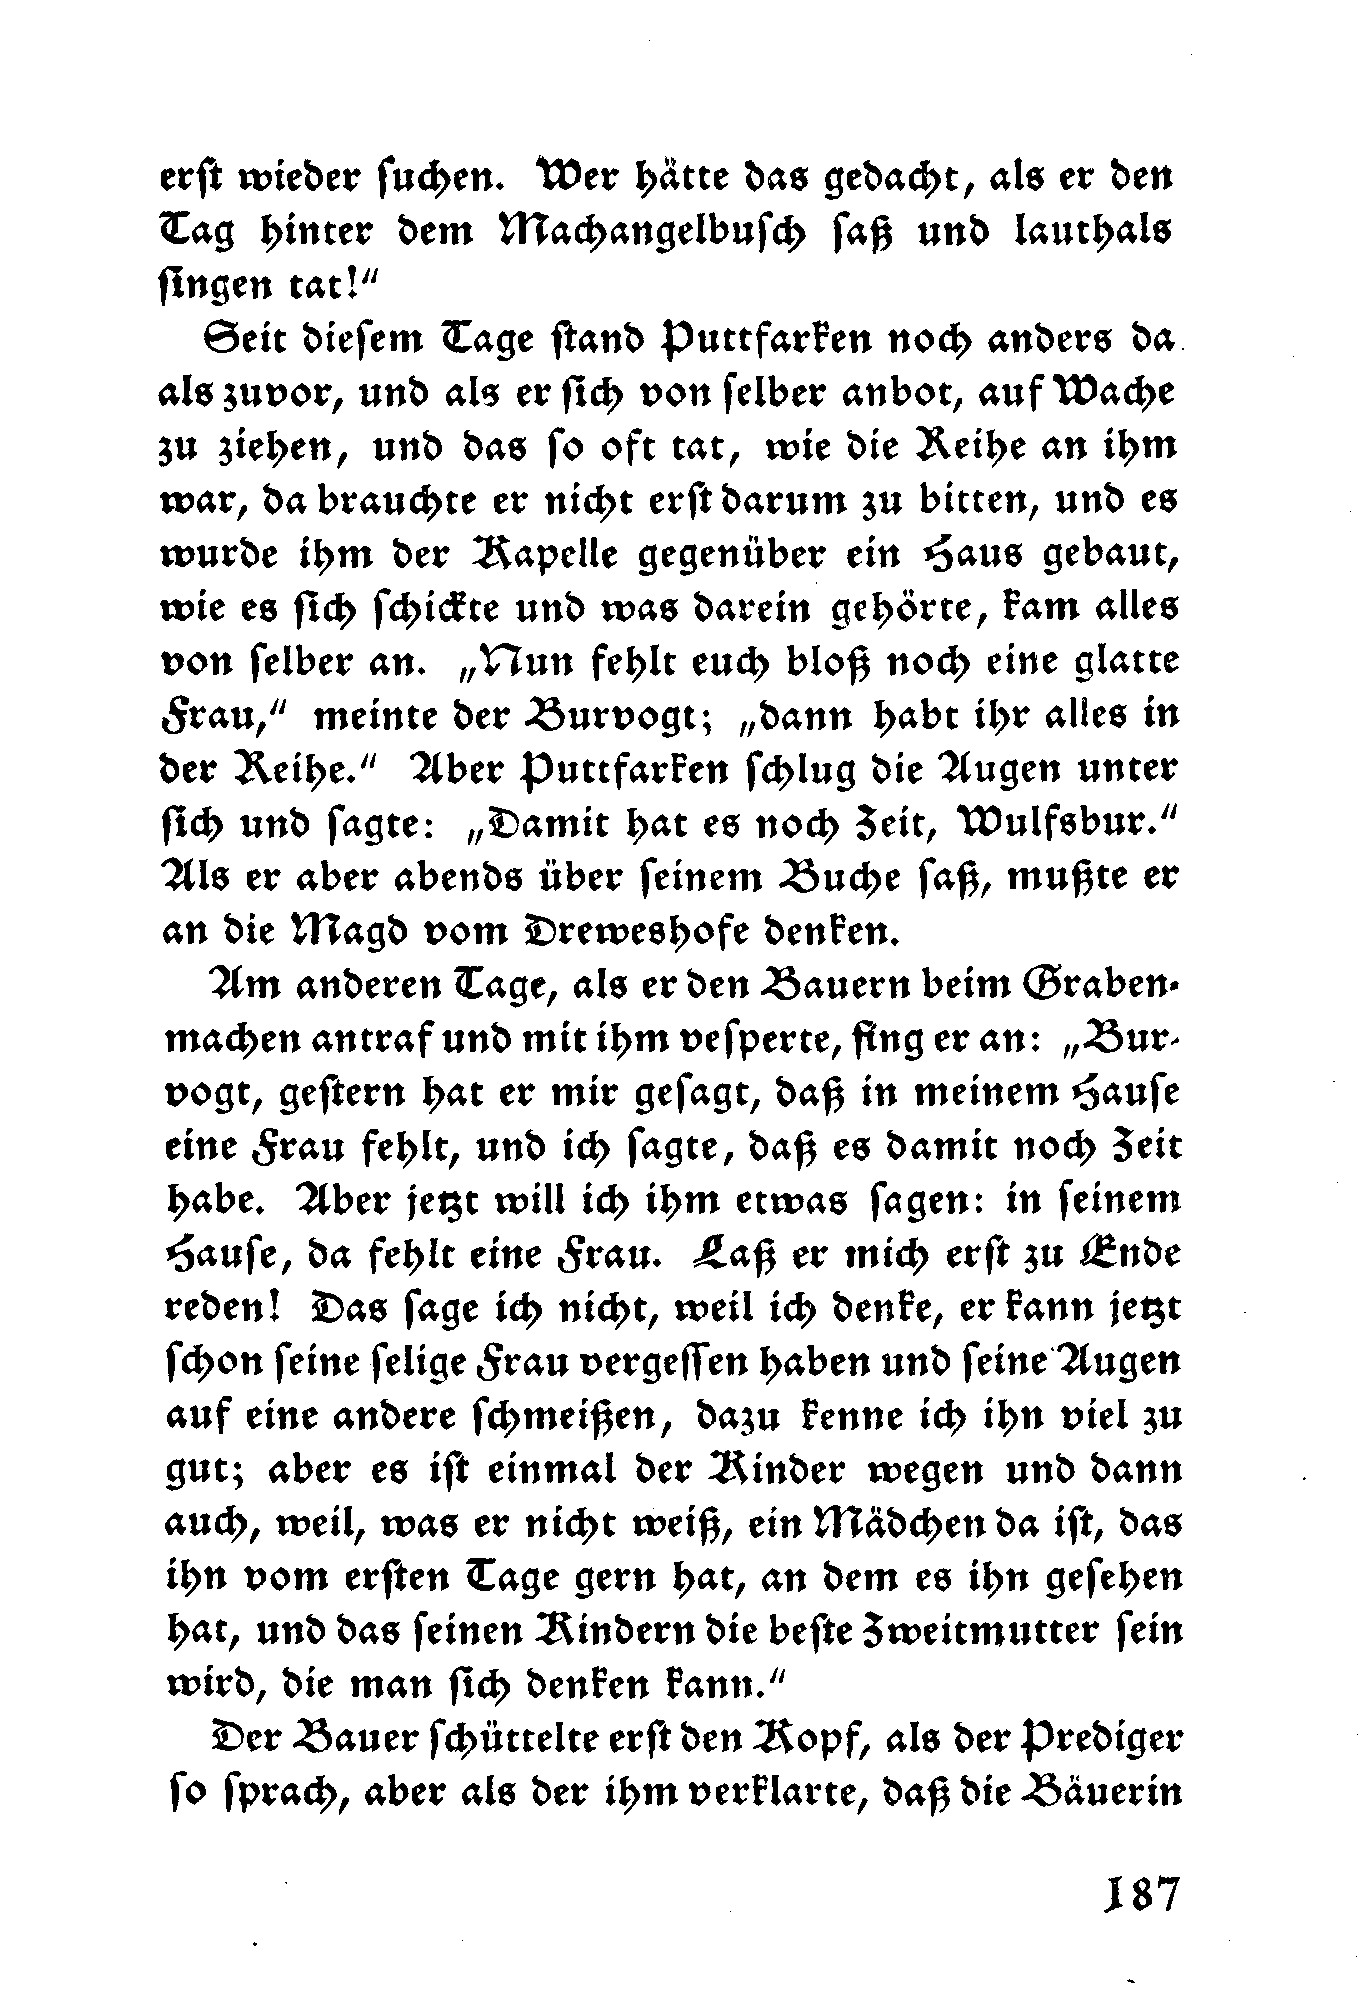 erst wieder suchen. Wer hätte das gedacht, als er den
Tag hinter dem Machangelbusch saß und lauthals
singen tat!“
Seit diesem Tage stand Puttfarken noch anders da
als zuvor, und als er sich von selber anbot, auf Wache
zu ziehen, und das so oft tat, wie die Reihe an ihm
war, da brauchte er nicht erst darum zu bitten, und es
wurde ihm der Kapelle gegenüber ein Haus gebaut,
wie es sich schickte und was darein gehörte, kam alles
von selber an. „Nun fehlt euch bloß noch eine glatte
Frau,“ meinte der Burvogt; „dann habt ihr alles in
der Reihe.“ Aber Puttfarken schlug die Augen unter
sich und sagte: „Damit hat es noch Zeit, Wulfsbur.“
Als er aber abends über seinem Buche saß, mußte er
an die Magd vom Dreweshofe denken.
Am anderen Tage, als er den Bauern beim Graben-
machen antraf und mit ihm vesperte, fing er an: „Bur-
vogt, gestern hat er mir gesagt, daß in meinem Hause
eine Frau fehlt, und ich sagte, daß es damit noch Zeit
habe. Aber jetzt will ich ihm etwas sagen: in seinem
Hause, da fehlt eine Frau. Laß er mich erst zu Ende
reden! Das sage ich nicht, weil ich denke, er kann jetzt
schon seine selige Frau vergessen haben und seine Augen
auf eine andere schmeißen, dazu kenne ich ihn viel zu
gut; aber es ist einmal der Kinder wegen und dann
auch, weil, was er nicht weiß, ein Mädchen da ist, das
ihn vom ersten Tage gern hat, an dem es ihn gesehen
hat, und das seinen Kindern die beste Zweitmutter sein
wird, die man sich denken kann.“
Der Bauer schüttelte erst den Kopf, als der Prediger
so sprach, aber als der ihm verklarte, daß die Bäuerin
187